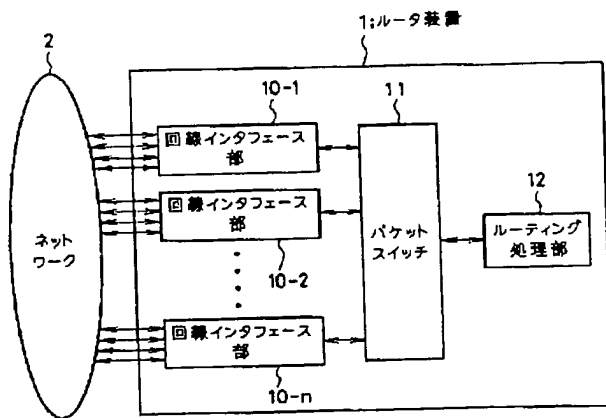 2
1:ルータ装置
10-1
11
回線インタフェース
部
回線インタフェース
部
10-2
12
ネット
ワーク
パケット
スイッチ
ルーティング
処理部
回線インタフェース
部
10-n